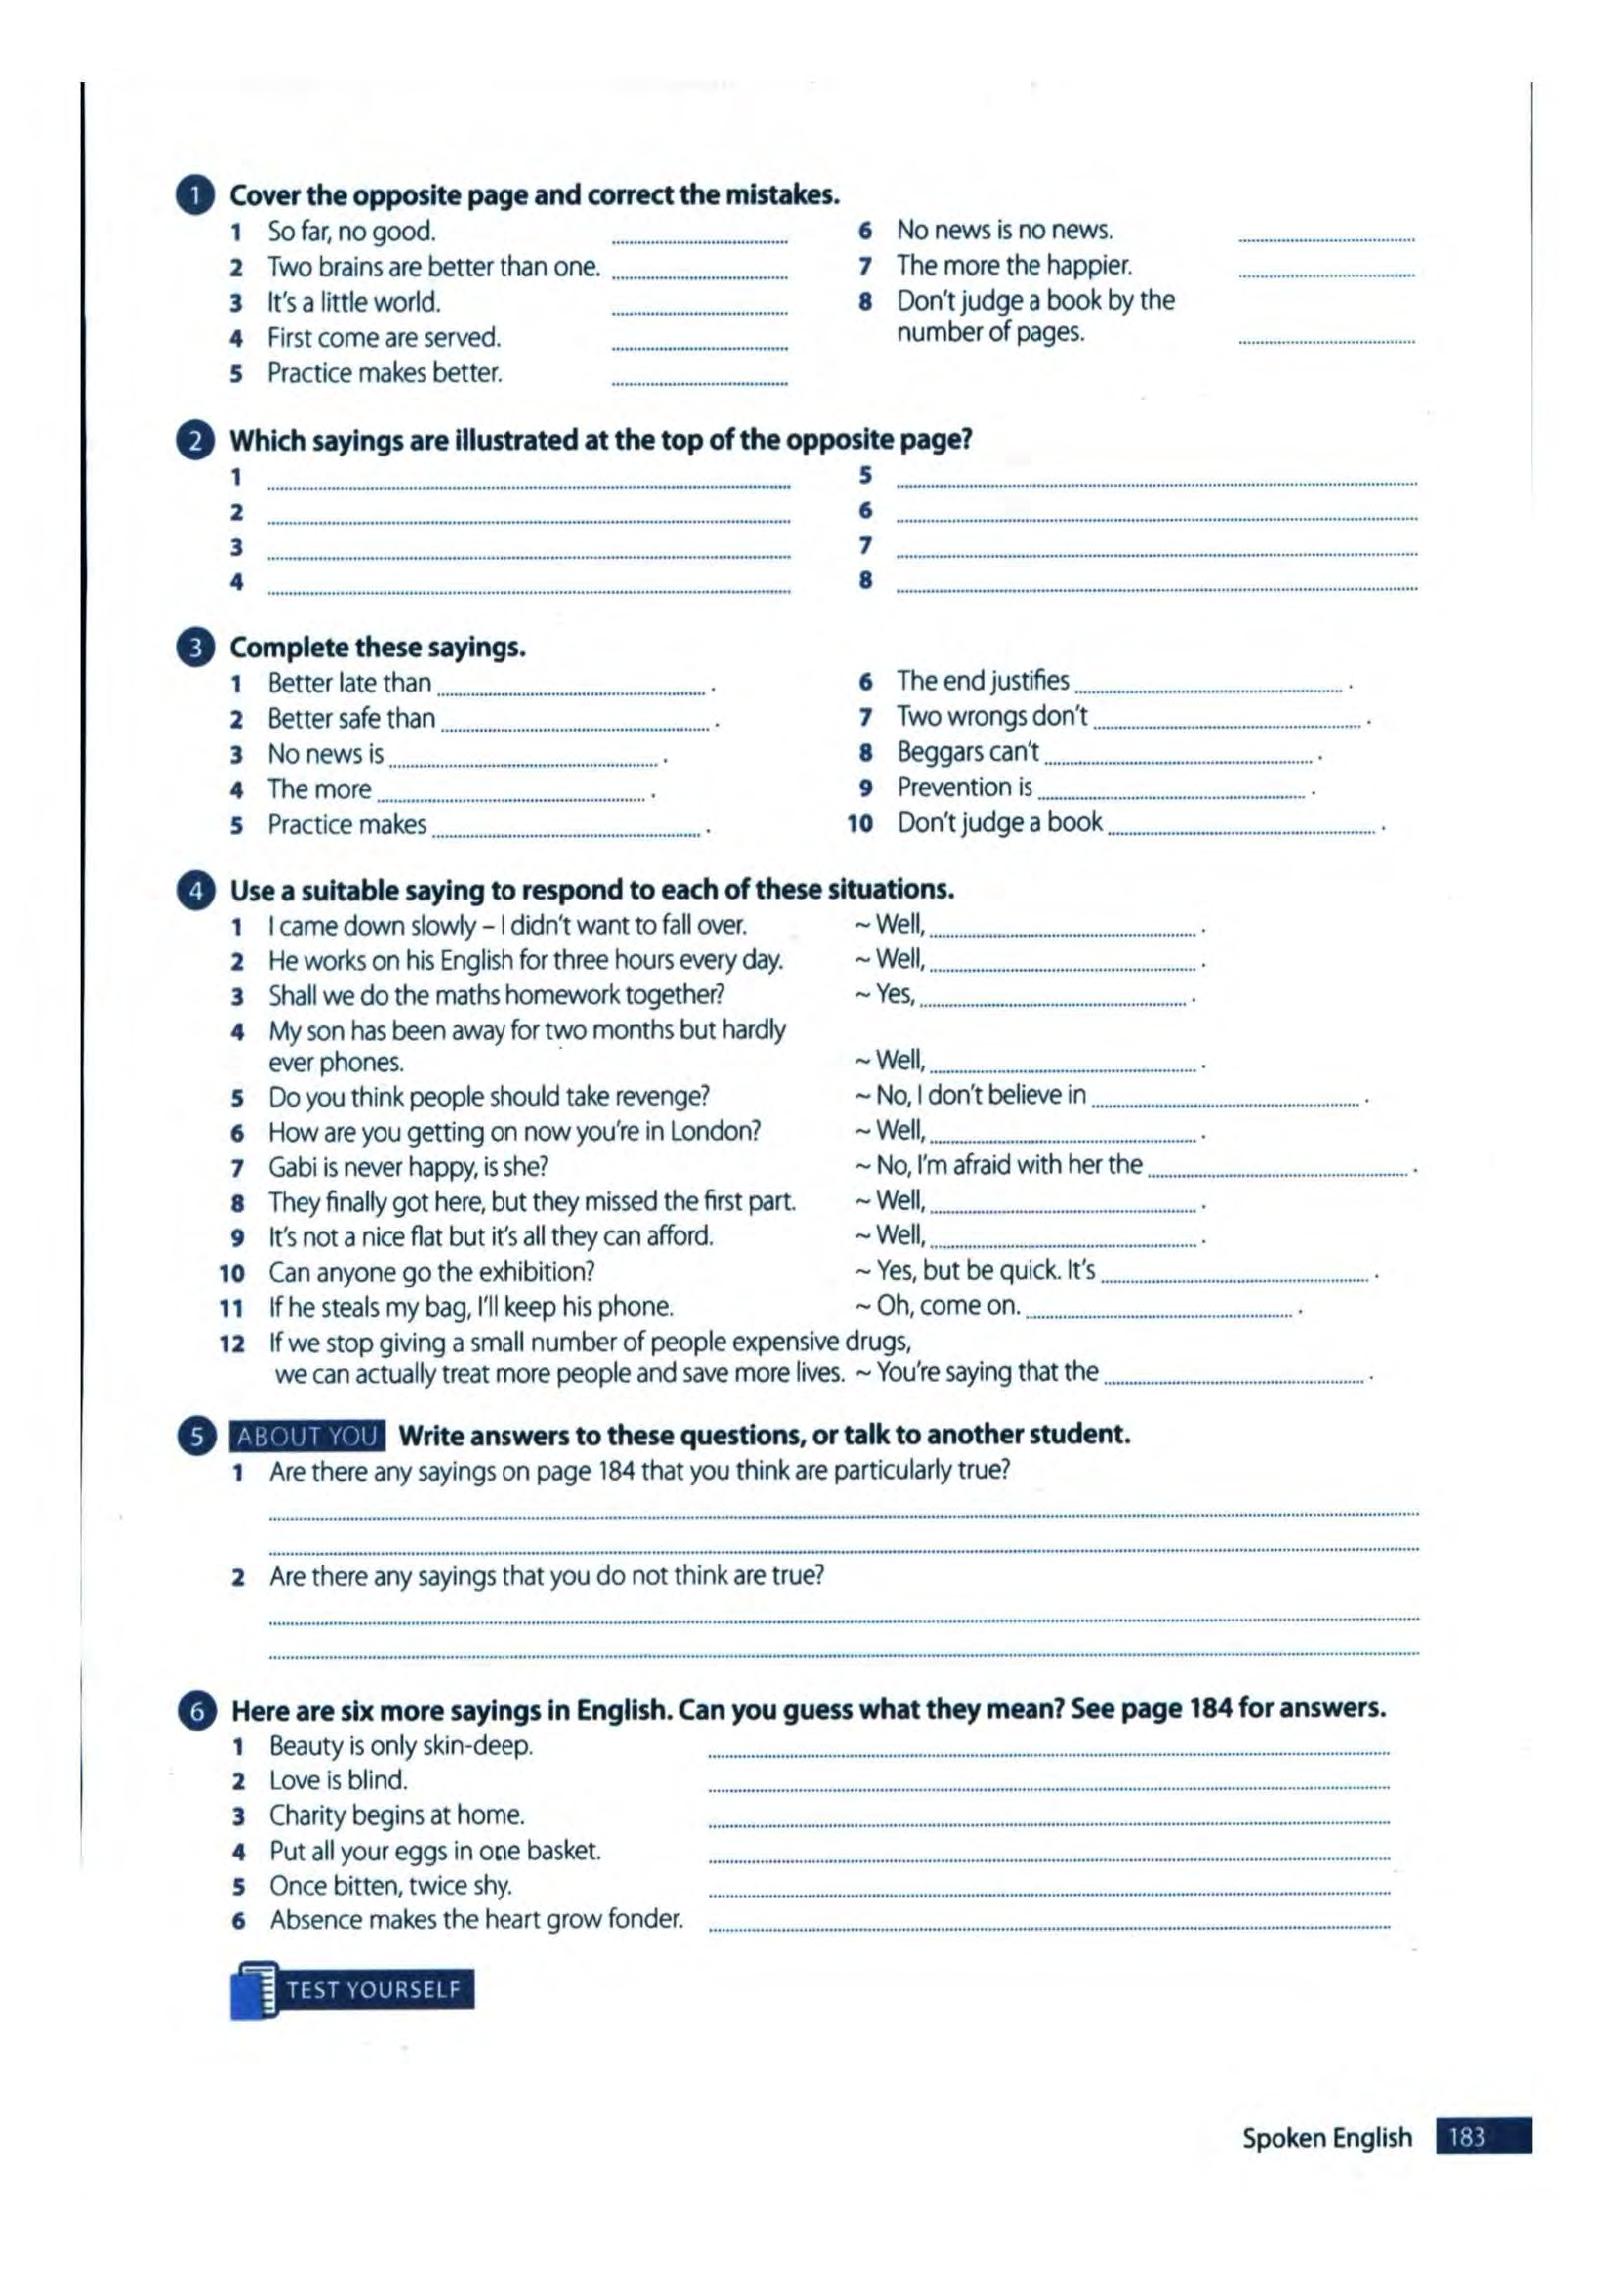 1 Cover the opposite page and correct the mistakes.
1 So far, no good.
2 Two brains are better than one.
3 It's a little world.
4 First come are served.
5 Practice makes better.
6 No news is no news.
7 The more the happier.
8 Don't judge a book by the
number of pages.
2 Which sayings are illustrated at the top of the opposite page?
1
2
3
4
5
6
7
8
3 Complete these sayings.
1 Better late than .
2 Better safe than .
3 No news is .
4 The more .
5 Practice makes .
6 The end justifies .
7 Two wrongs don't .
8 Beggars can't .
9 Prevention is .
10 Don't judge a book .
4 Use a suitable saying to respond to each of these situations.
1 I came down slowly – I didn't want to fall over. ~ Well, .
2 He works on his English for three hours every day. ~ Well, .
3 Shall we do the maths homework together? ~ Yes, .
4 My son has been away for two months but hardly
ever phones. ~ Well, .
5 Do you think people should take revenge? ~ No, I don't believe in .
6 How are you getting on now you're in London? ~ Well, .
7 Gabi is never happy, is she? ~ No, I'm afraid with her the .
8 They finally got here, but they missed the first part. ~ Well, .
9 It's not a nice flat but it's all they can afford. ~ Well, .
10 Can anyone go the exhibition? ~ Yes, but be quick. It's .
11 If he steals my bag, I'll keep his phone. ~ Oh, come on. .
12 If we stop giving a small number of people expensive drugs,
we can actually treat more people and save more lives. ~ You're saying that the .
5 ABOUT YOU Write answers to these questions, or talk to another student.
1 Are there any sayings on page 184 that you think are particularly true?
2 Are there any sayings that you do not think are true?
6 Here are six more sayings in English. Can you guess what they mean? See page 184 for answers.
1 Beauty is only skin-deep.
2 Love is blind.
3 Charity begins at home.
4 Put all your eggs in one basket.
5 Once bitten, twice shy.
6 Absence makes the heart grow fonder.
TEST YOURSELF
Spoken English 183